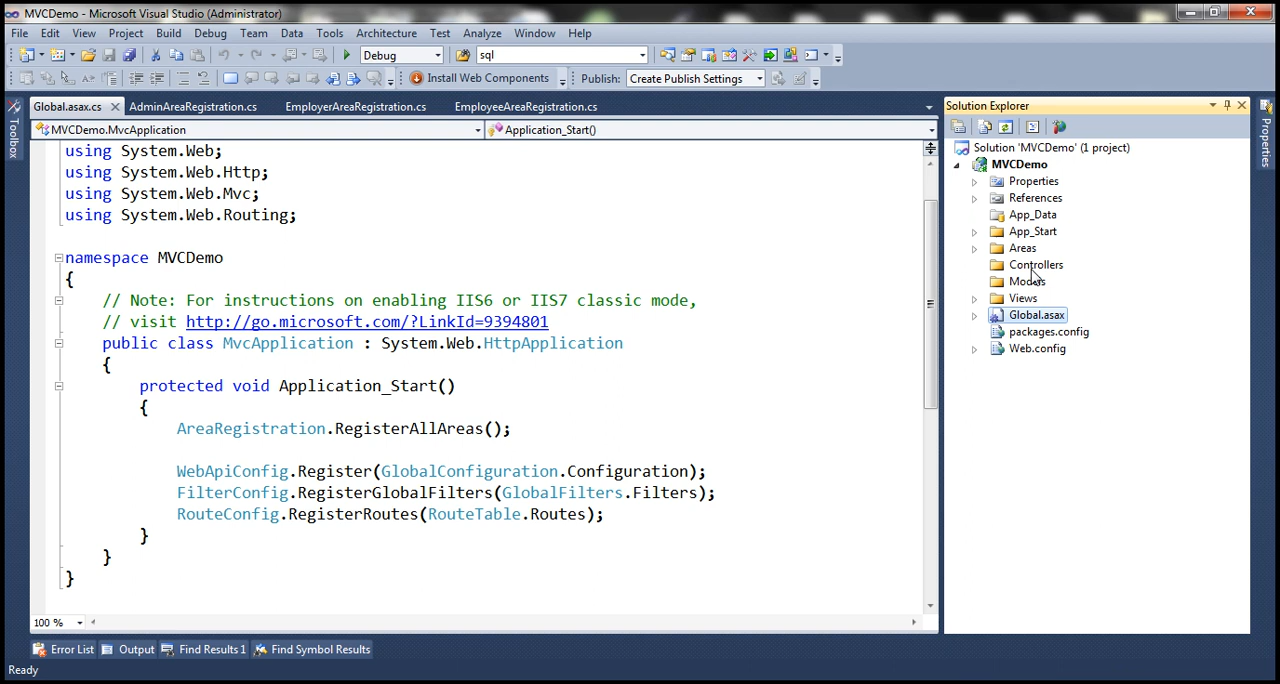 MVCDemo - Microsoft Visual Studio (Administrator)
File Edit View Project Build Debug Team Data Tools Architecture Test Analyze Window Help
Debug sql
Install Web Components Publish: Create Publish Settings
Global.asax.cs AdminAreaRegistration.cs EmployerAreaRegistration.cs EmployeeAreaRegistration.cs
MVCDemo.MvcApplication Application_Start()
using System.Web;
using System.Web.Http;
using System.Web.Mvc;
using System.Web.Routing;
namespace MVCDemo
{
// Note: For instructions on enabling IIS6 or IIS7 classic mode,
// visit http://go.microsoft.com/?LinkId=9394801
public class MvcApplication : System.Web.HttpApplication
{
protected void Application_Start()
{
AreaRegistration.RegisterAllAreas();
WebApiConfig.Register(GlobalConfiguration.Configuration);
FilterConfig.RegisterGlobalFilters(GlobalFilters.Filters);
RouteConfig.RegisterRoutes(RouteTable.Routes);
}
}
}
100 %
Toolbox
Solution Explorer
Solution 'MVCDemo' (1 project)
MVCDemo
Properties
References
App_Data
App_Start
Areas
Controllers
Models
Views
Global.asax
packages.config
Web.config
Properties
Error List Output Find Results 1 Find Symbol Results
Ready